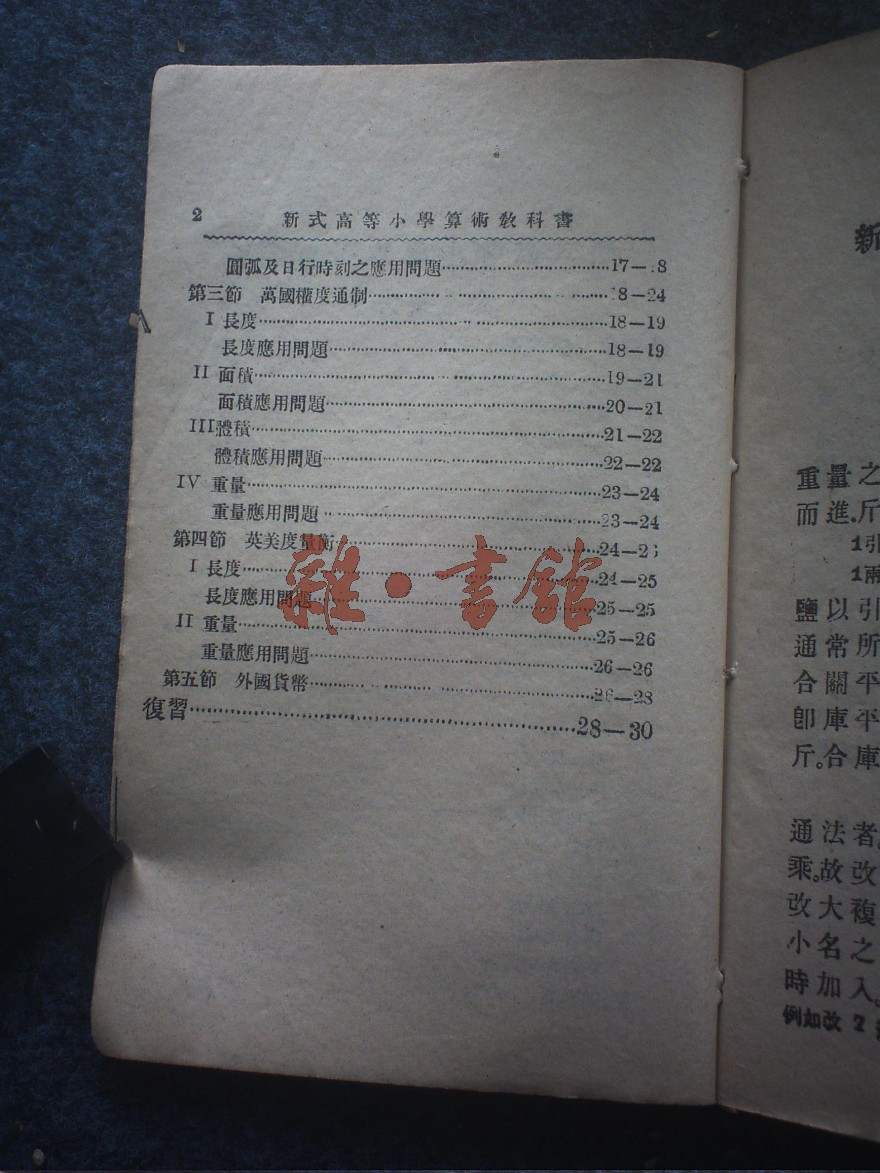 2 新式高等小學算術教科書
圓弧及日行時刻之應用問題 17—18
第三節 萬國權度通制 18—24
I 長度 18—19
長度應用問題 18—19
II 面積 19—21
面積應用問題 20—21
III 體積 21—22
體積應用問題 22—22
IV 重量 23—24
重量應用問題 23—24
第四節 英美度量衡 24—26
I 長度 24—25
長度應用問題 25—25
II 重量 25—26
重量應用問題 26—26
第五節 外國貨幣 26—28
復習 28—30
雜·書館
新
重量之
而進.斤
1引
1兩
鹽以引
通常所
合關平
即庫平
斤。合庫
通法者。
乘。故改
改大複
小名之
時加入。
例如改 2